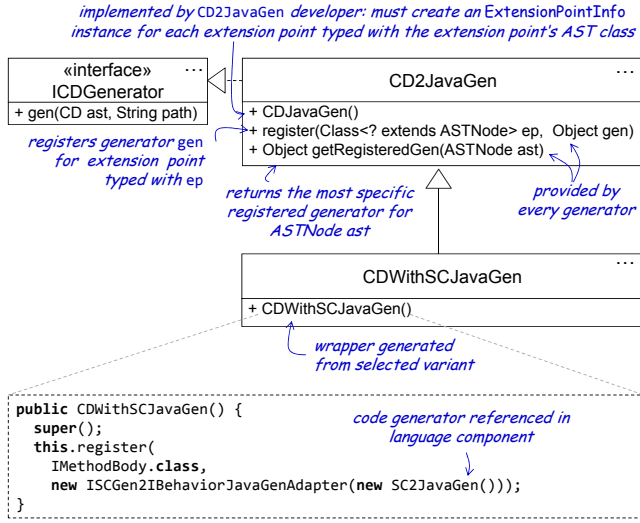 implemented by CD2JavaGen developer: must create an ExtensionPointInfo
instance for each extension point typed with the extension point's AST class
«interface» ...
ICDGenerator
+ gen(CD ast, String path)
CD2JavaGen ...
+ CDJavaGen()
+ register(Class<? extends ASTNode> ep, Object gen)
+ Object getRegisteredGen(ASTNode ast)
registers generator gen
for extension point
typed with ep
returns the most specific
registered generator for
ASTNode ast
provided by
every generator
CDWithSCJavaGen ...
+ CDWithSCJavaGen()
wrapper generated
from selected variant
public CDWithSCJavaGen() {
super();
this.register(
IMethodBody.class,
new ISCGen2IBehaviorJavaGenAdapter(new SC2JavaGen()));
}
code generator referenced in
language component